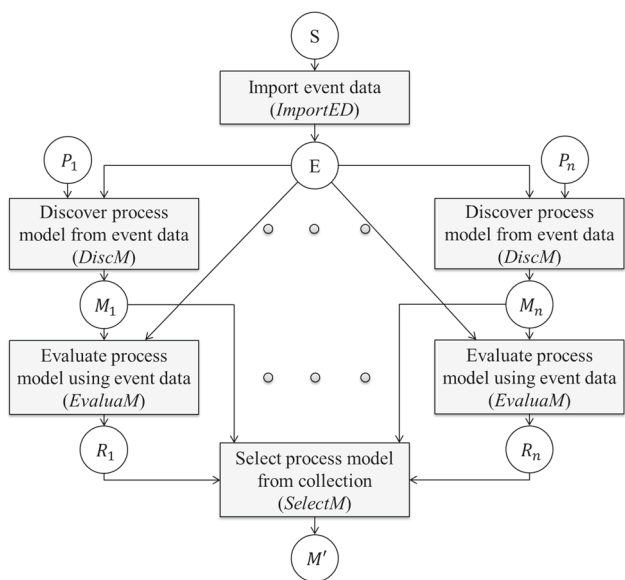 S
Import event data
(ImportED)
P₁
E
Pₙ
Discover process
model from event data
(DiscM)
Discover process
model from event data
(DiscM)
M₁
Mₙ
Evaluate process
model using event data
(EvaluaM)
Evaluate process
model using event data
(EvaluaM)
R₁
Rₙ
Select process model
from collection
(SelectM)
M'